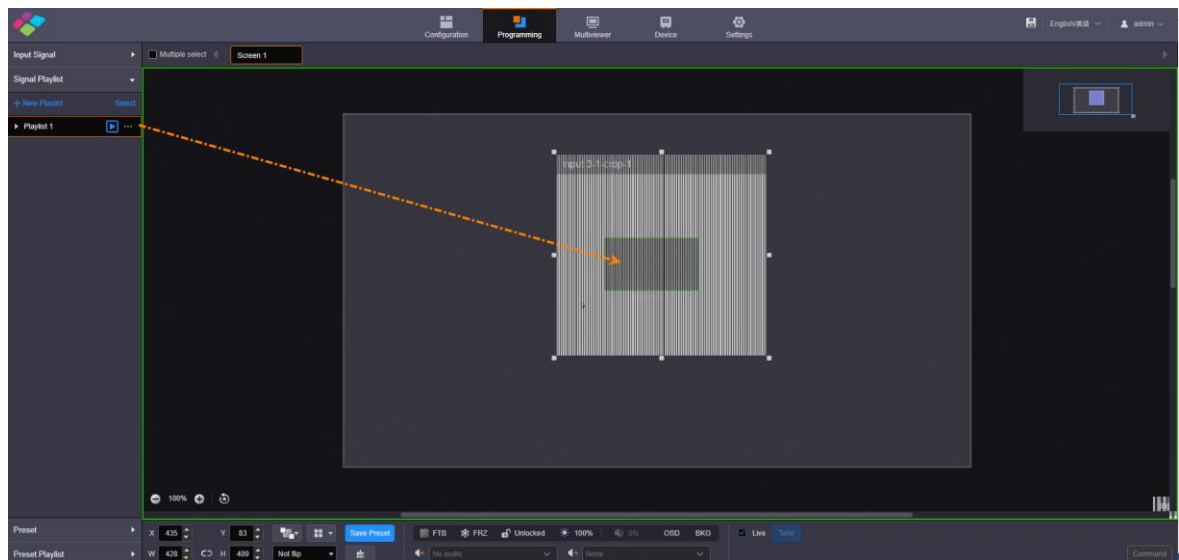 Configuration
Programming
Multiviewer
Device
Settings
English/英语
admin
Input Signal
Multiple select
Screen 1
Signal Playlist
+ New Playlist
Select
Playlist 1
input 3-1-crop-1
100%
Preset
X 435
Y 83
Save Preset
FTB
FRZ
Unlocked
100%
0%
OSD
BKG
Live
Take
Preset Playlist
W 428
H 409
Not flip
No audio
None
Command